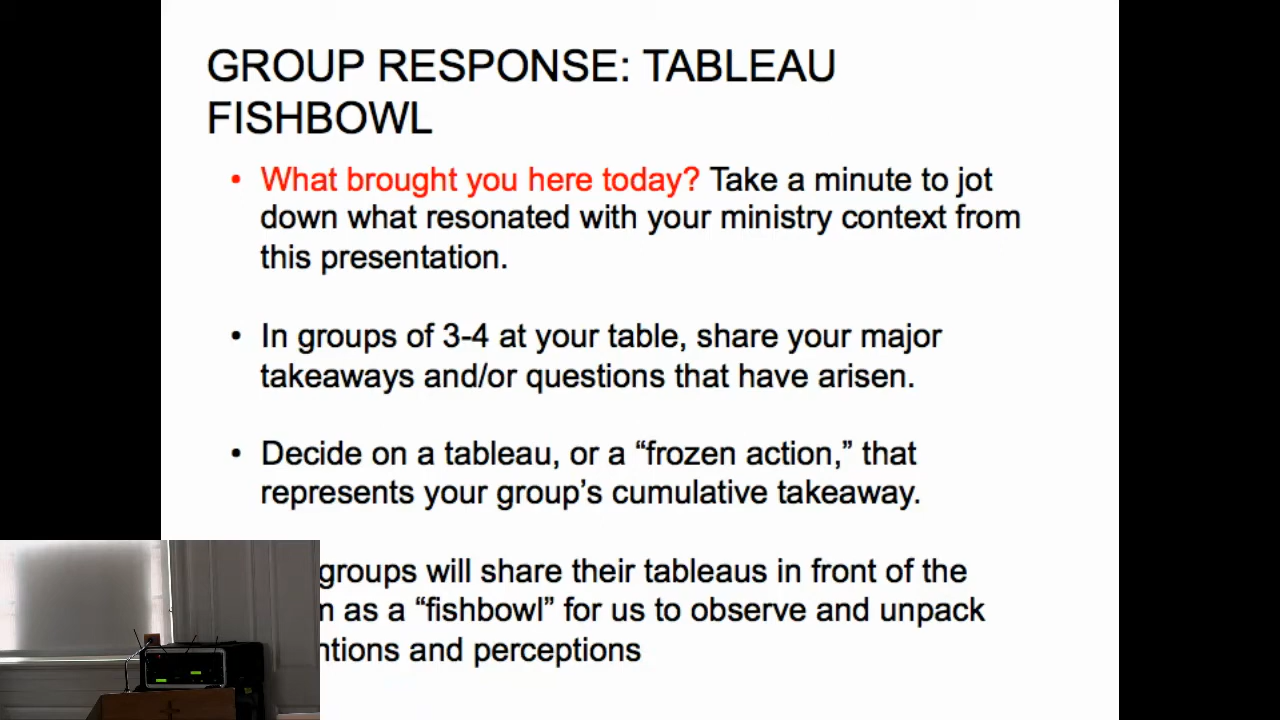 GROUP RESPONSE: TABLEAU
FISHBOWL
• What brought you here today? Take a minute to jot
down what resonated with your ministry context from
this presentation.
• In groups of 3-4 at your table, share your major
takeaways and/or questions that have arisen.
• Decide on a tableau, or a “frozen action,” that
represents your group’s cumulative takeaway.
groups will share their tableaus in front of the
as a “fishbowl” for us to observe and unpack
and perceptions